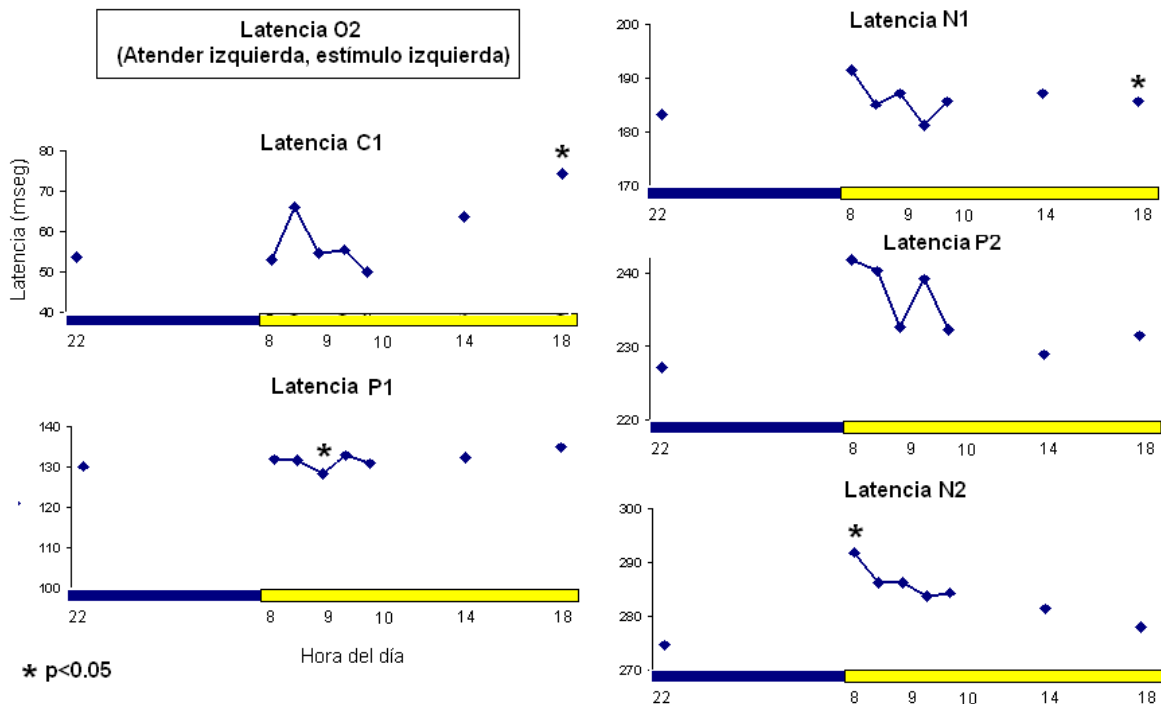 Latencia O2
(Atender izquierda, estímulo izquierda)
Latencia C1
Latencia (mseg)
80
70
60
50
40
*
22 8 9 10 14 18
Latencia P1
140
130
120
110
100
*
22 8 9 10 14 18
Hora del día
* p<0.05
Latencia N1
200
190
180
170
*
22 8 9 10 14 18
Latencia P2
240
230
220
22 8 9 10 14 18
Latencia N2
300
290
280
270
*
22 8 9 10 14 18